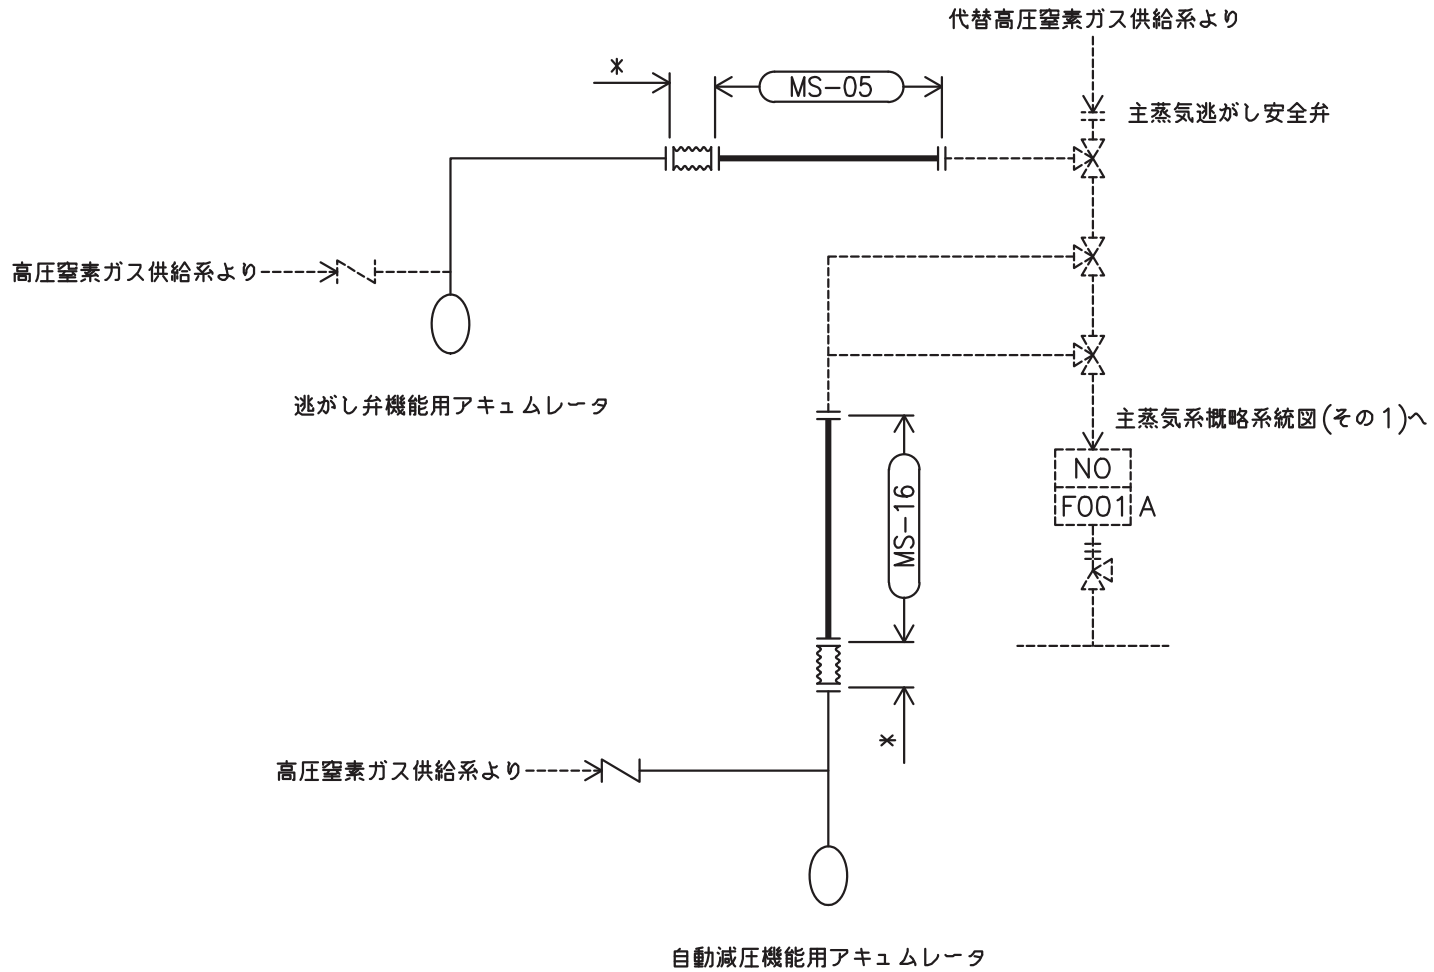 代替高圧窒素ガス供給系より
*
MS-05
主蒸気逃がし安全弁
高圧窒素ガス供給系より
逃がし弁機能用アキュムレータ
主蒸気系概略系統図(その1)へ
NO
F001 A
MS-16
*
高圧窒素ガス供給系より
自動減圧機能用アキュムレータ